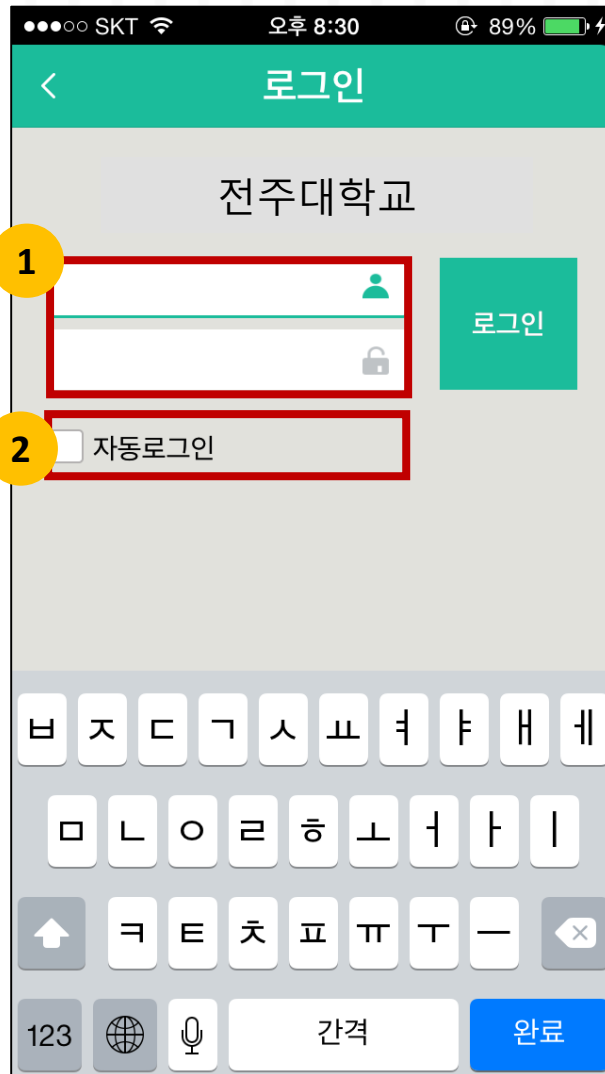 SKT 오후 8:30 89%
로그인
전주대학교
1
로그인
2 자동로그인
ㅂ ㅈ ㄷ ㄱ ㅅ ㅛ ㅕ ㅑ ㅐ ㅔ
ㅁ ㄴ ㅇ ㄹ ㅎ ㅗ ㅓ ㅏ ㅣ
ㅋ ㅌ ㅊ ㅍ ㅠ ㅜ ㅡ
123 간격 완료